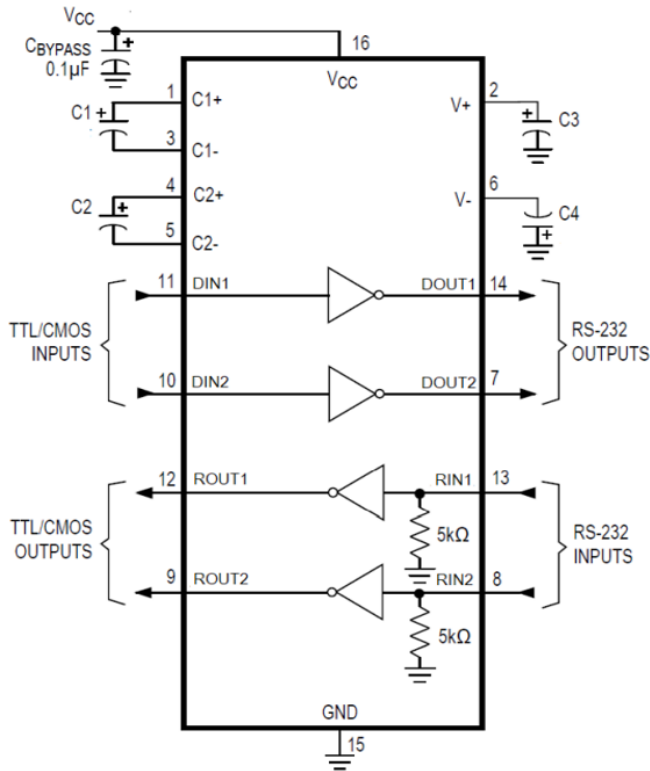 VCC
CBYPASS +
0.1µF
16
VCC
1
C1+
C1 +
3
C1-
4
C2+
C2
+
5
C2-
2
V+
+
C3
6
V-
C4
+
11
DIN1
DOUT1
14
TTL/CMOS
INPUTS
RS-232
OUTPUTS
10
DIN2
DOUT2
7
12
ROUT1
RIN1
13
TTL/CMOS
OUTPUTS
5kΩ
RS-232
INPUTS
9
ROUT2
RIN2
8
5kΩ
GND
15